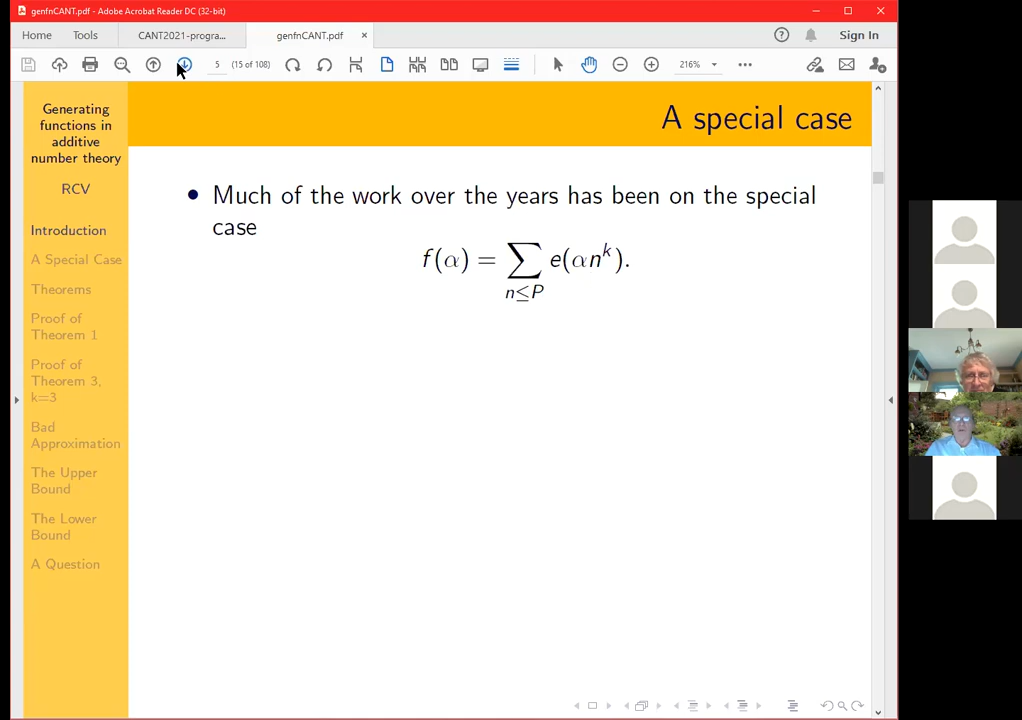 genfnCANT.pdf - Adobe Acrobat Reader DC (32-bit)
Home Tools CANT2021-progra... genfnCANT.pdf × Sign In
5 (15 of 108) 216%
Generating
functions in
additive
number theory
RCV
Introduction
A Special Case
Theorems
Proof of
Theorem 1
Proof of
Theorem 3,
k=3
Bad
Approximation
The Upper
Bound
The Lower
Bound
A Question
A special case
• Much of the work over the years has been on the special
case
f(α) = ∑ e(αnᵏ).
n≤P